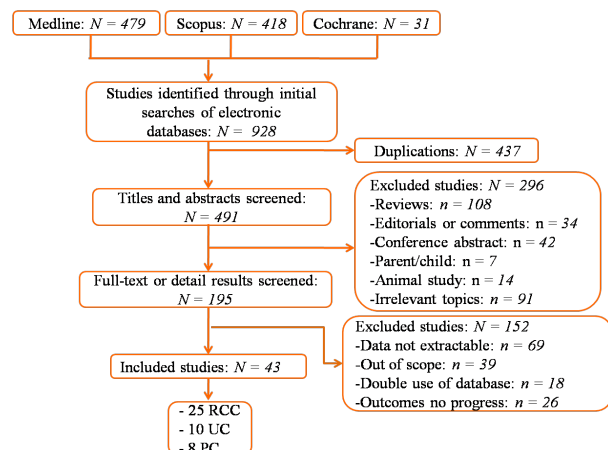 Medline: N = 479
Scopus: N = 418
Cochrane: N = 31
Studies identified through initial
searches of electronic
databases: N = 928
Duplications: N = 437
Titles and abstracts screened:
N = 491
Excluded studies: N = 296
-Reviews: n = 108
-Editorials or comments: n = 34
-Conference abstract: n = 42
-Parent/child: n = 7
-Animal study: n = 14
-Irrelevant topics: n = 91
Full-text or detail results screened:
N = 195
Excluded studies: N = 152
-Data not extractable: n = 69
-Out of scope: n = 39
-Double use of database: n = 18
-Outcomes no progress: n = 26
Included studies: N = 43
- 25 RCC
- 10 UC
- 8 PC